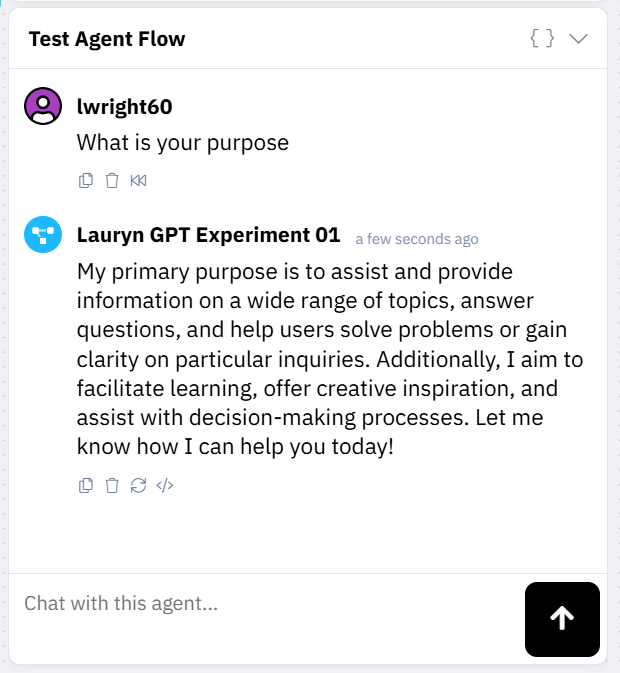 Test Agent Flow
lwright60
What is your purpose
Lauryn GPT Experiment 01 a few seconds ago
My primary purpose is to assist and provide
information on a wide range of topics, answer
questions, and help users solve problems or gain
clarity on particular inquiries. Additionally, I aim to
facilitate learning, offer creative inspiration, and
assist with decision-making processes. Let me
know how I can help you today!
Chat with this agent...